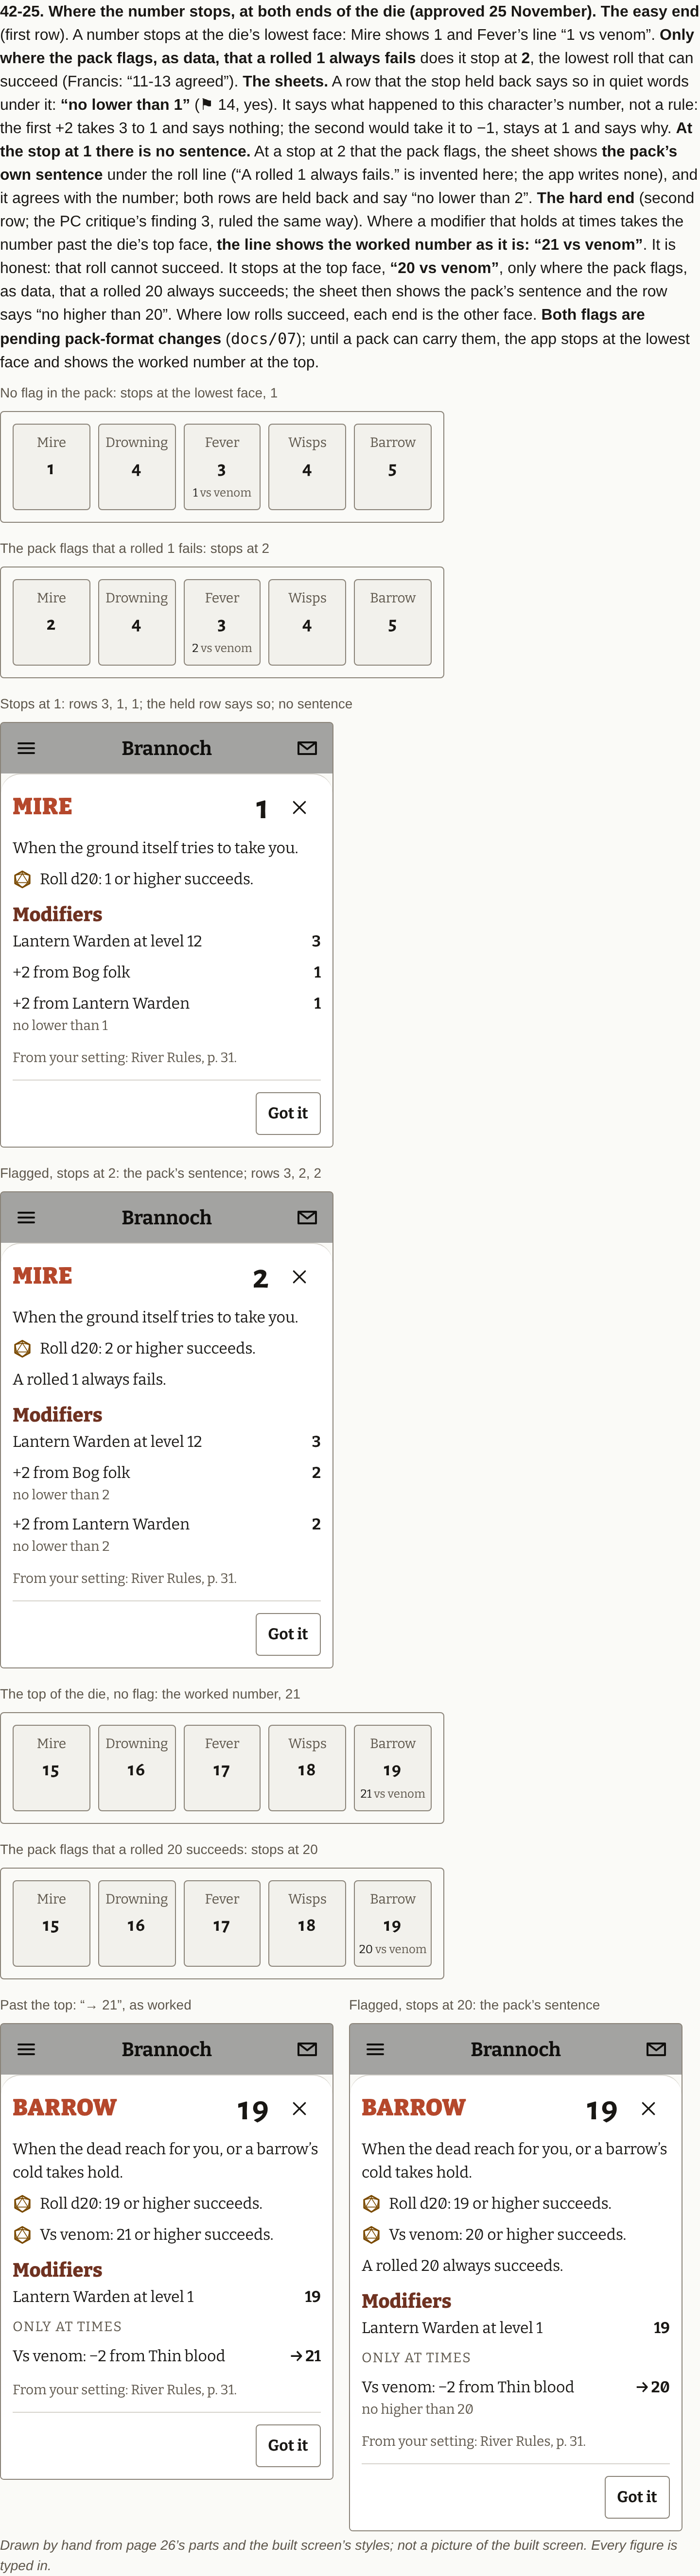 42-25. Where the number stops, at both ends of the die (approved 25 November). The easy end
(first row). A number stops at the die’s lowest face: Mire shows 1 and Fever’s line “1 vs venom”. Only
where the pack flags, as data, that a rolled 1 always fails does it stop at 2, the lowest roll that can
succeed (Francis: “11-13 agreed”). The sheets. A row that the stop held back says so in quiet words
under it: “no lower than 1” (⚑ 14, yes). It says what happened to this character’s number, not a rule:
the first +2 takes 3 to 1 and says nothing; the second would take it to −1, stays at 1 and says why. At
the stop at 1 there is no sentence. At a stop at 2 that the pack flags, the sheet shows the pack’s
own sentence under the roll line (“A rolled 1 always fails.” is invented here; the app writes none), and
it agrees with the number; both rows are held back and say “no lower than 2”. The hard end (second
row; the PC critique’s finding 3, ruled the same way). Where a modifier that holds at times takes the
number past the die’s top face, the line shows the worked number as it is: “21 vs venom”. It is
honest: that roll cannot succeed. It stops at the top face, “20 vs venom”, only where the pack flags,
as data, that a rolled 20 always succeeds; the sheet then shows the pack’s sentence and the row
says “no higher than 20”. Where low rolls succeed, each end is the other face. Both flags are
pending pack-format changes (docs/07); until a pack can carry them, the app stops at the lowest
face and shows the worked number at the top.
No flag in the pack: stops at the lowest face, 1
Mire Drowning Fever Wisps Barrow
1 4 3 4 5
1 vs venom
The pack flags that a rolled 1 fails: stops at 2
Mire Drowning Fever Wisps Barrow
2 4 3 4 5
2 vs venom
Stops at 1: rows 3, 1, 1; the held row says so; no sentence
Brannoch
MIRE 1
When the ground itself tries to take you.
Roll d20: 1 or higher succeeds.
Modifiers
Lantern Warden at level 12 3
+2 from Bog folk 1
+2 from Lantern Warden 1
no lower than 1
From your setting: River Rules, p. 31.
Got it
Flagged, stops at 2: the pack’s sentence; rows 3, 2, 2
Brannoch
MIRE 2
When the ground itself tries to take you.
Roll d20: 2 or higher succeeds.
A rolled 1 always fails.
Modifiers
Lantern Warden at level 12 3
+2 from Bog folk 2
no lower than 2
+2 from Lantern Warden 2
no lower than 2
From your setting: River Rules, p. 31.
Got it
The top of the die, no flag: the worked number, 21
Mire Drowning Fever Wisps Barrow
15 16 17 18 19
21 vs venom
The pack flags that a rolled 20 succeeds: stops at 20
Mire Drowning Fever Wisps Barrow
15 16 17 18 19
20 vs venom
Past the top: “→ 21”, as worked
Brannoch
BARROW 19
When the dead reach for you, or a barrow’s
cold takes hold.
Roll d20: 19 or higher succeeds.
Vs venom: 21 or higher succeeds.
Modifiers
Lantern Warden at level 1 19
ONLY AT TIMES
Vs venom: −2 from Thin blood → 21
From your setting: River Rules, p. 31.
Got it
Flagged, stops at 20: the pack’s sentence
Brannoch
BARROW 19
When the dead reach for you, or a barrow’s
cold takes hold.
Roll d20: 19 or higher succeeds.
Vs venom: 20 or higher succeeds.
A rolled 20 always succeeds.
Modifiers
Lantern Warden at level 1 19
ONLY AT TIMES
Vs venom: −2 from Thin blood → 20
no higher than 20
From your setting: River Rules, p. 31.
Got it
Drawn by hand from page 26’s parts and the built screen’s styles; not a picture of the built screen. Every figure is
typed in.